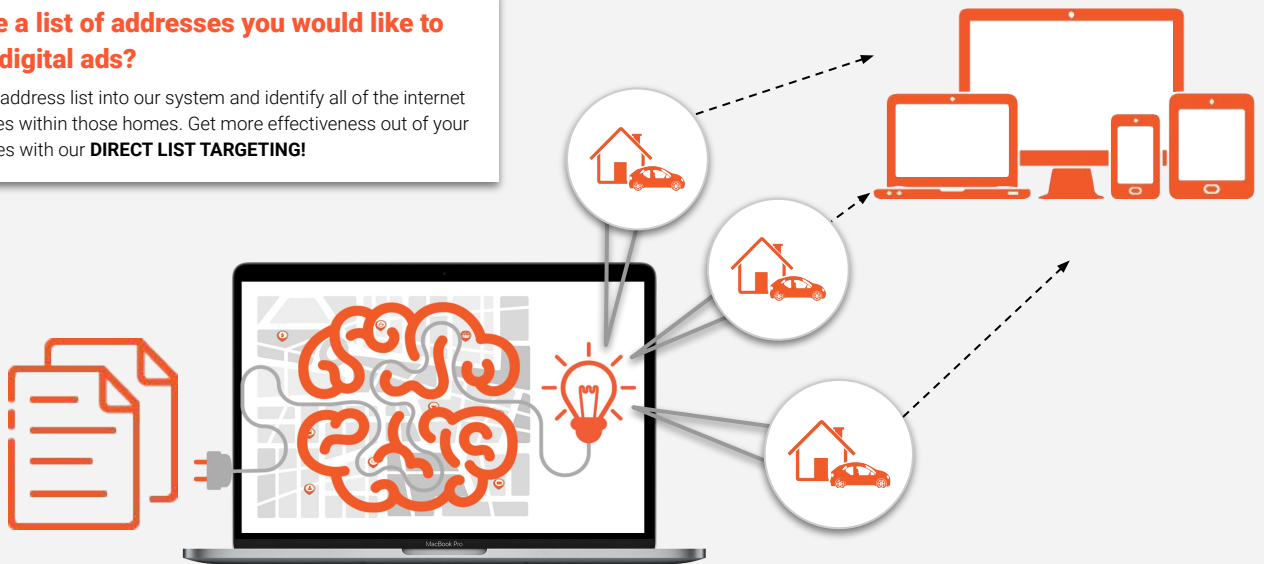 e a list of addresses you would like to
digital ads?
address list into our system and identify all of the internet
es within those homes. Get more effectiveness out of your
es with our DIRECT LIST TARGETING!
MacBook Pro